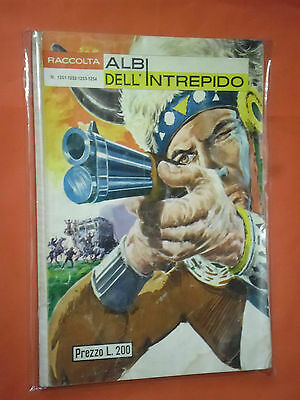 RACCOLTA
N. 1251-1252-1253-1254
ALBI
DELL'INTREPIDO
Prezzo L. 200